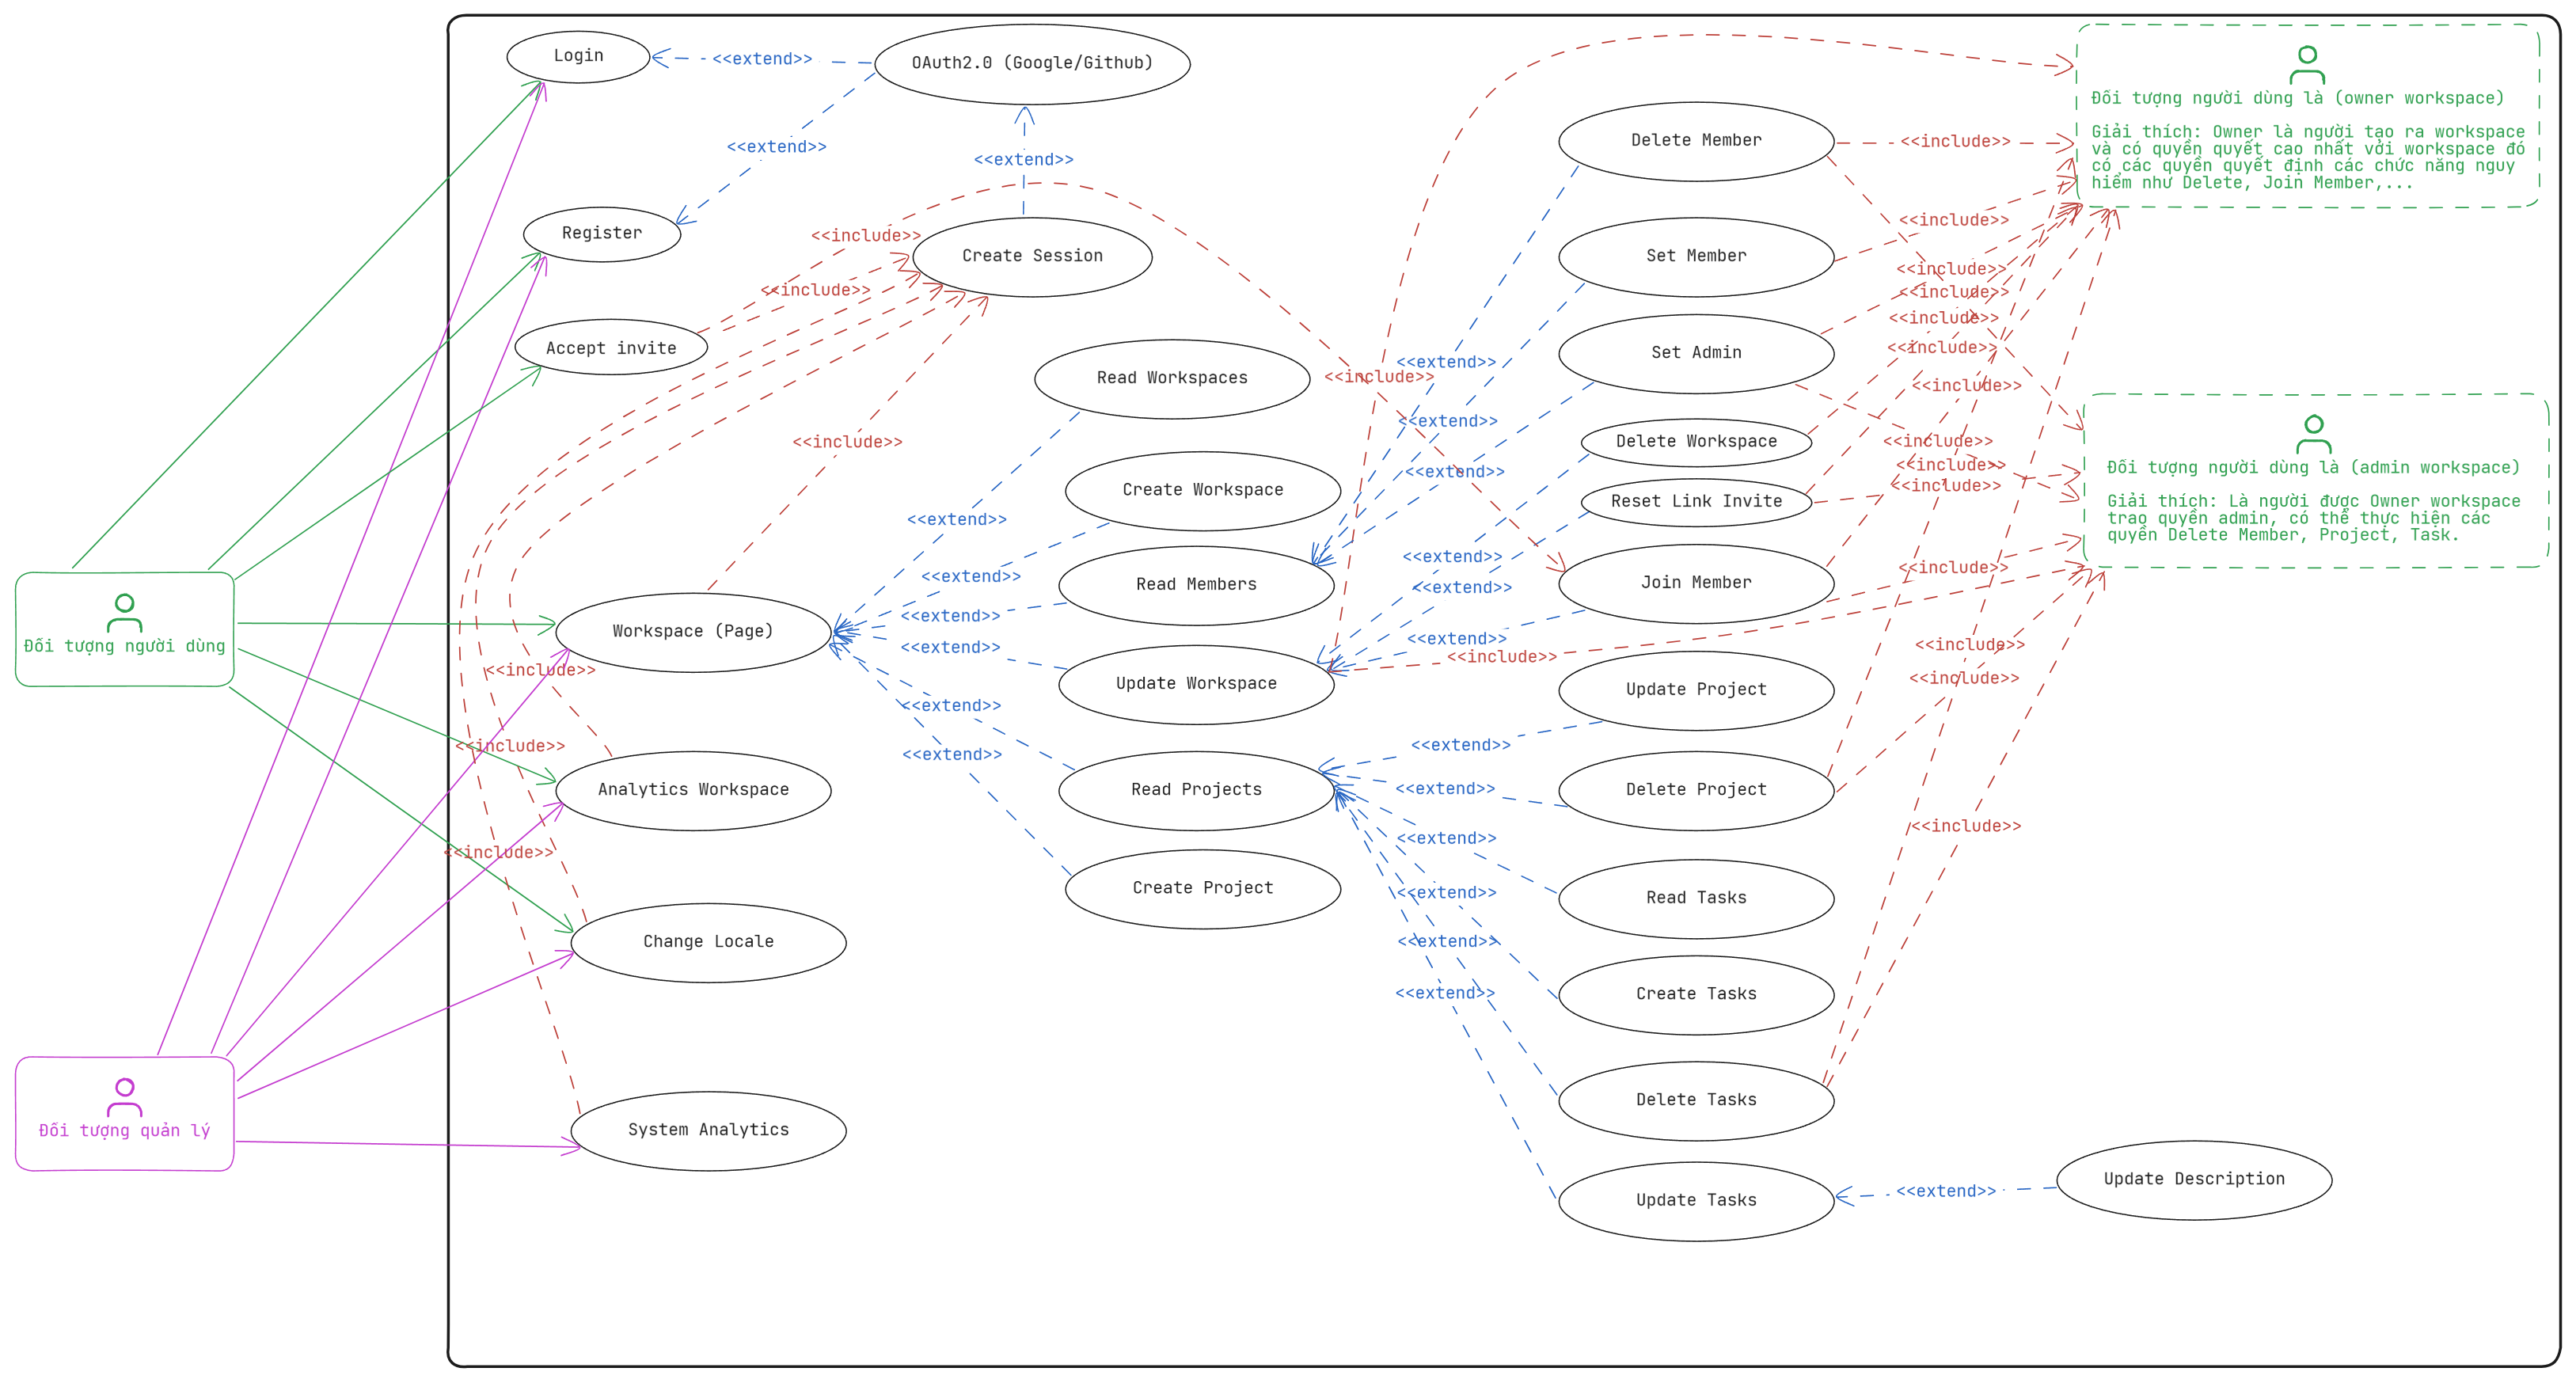 Login
<<extend>>
OAuth2.0 (Google/Github)
<<extend>>
<<extend>>
Register
<<include>>
Create Session
<<include>>
Accept invite
Read Workspaces
<<include>>
<<include>>
Create Workspace
<<extend>>
<<extend>>
Read Members
<<extend>>
Workspace (Page)
<<extend>>
Update Workspace
<<include>>
<<extend>>
<<include>>
<<extend>>
Analytics Workspace
Read Projects
<<include>>
Create Project
Change Locale
System Analytics
Đối tượng người dùng
Đối tượng quản lý
Delete Member
<<include>>
Set Member
<<include>>
<<include>>
<<include>>
<<include>>
Set Admin
<<include>>
<<extend>>
<<include>>
<<extend>>
Delete Workspace
<<include>>
<<extend>>
<<include>>
<<include>>
Reset Link Invite
<<extend>>
<<include>>
Join Member
<<extend>>
<<extend>>
<<include>>
<<include>>
<<include>>
Update Project
<<extend>>
<<extend>>
Delete Project
<<include>>
<<extend>>
<<extend>>
Read Tasks
<<extend>>
<<extend>>
Create Tasks
Delete Tasks
Update Tasks
<<extend>>
Update Description
Đối tượng người dùng là (owner workspace)
Giải thích: Owner là người tạo ra workspace
và có quyền quyết cao nhất với workspace đó
có các quyền quyết định các chức năng nguy
hiểm như Delete, Join Member,...
Đối tượng người dùng là (admin workspace)
Giải thích: Là người được Owner workspace
trao quyền admin, có thể thực hiện các
quyền Delete Member, Project, Task.